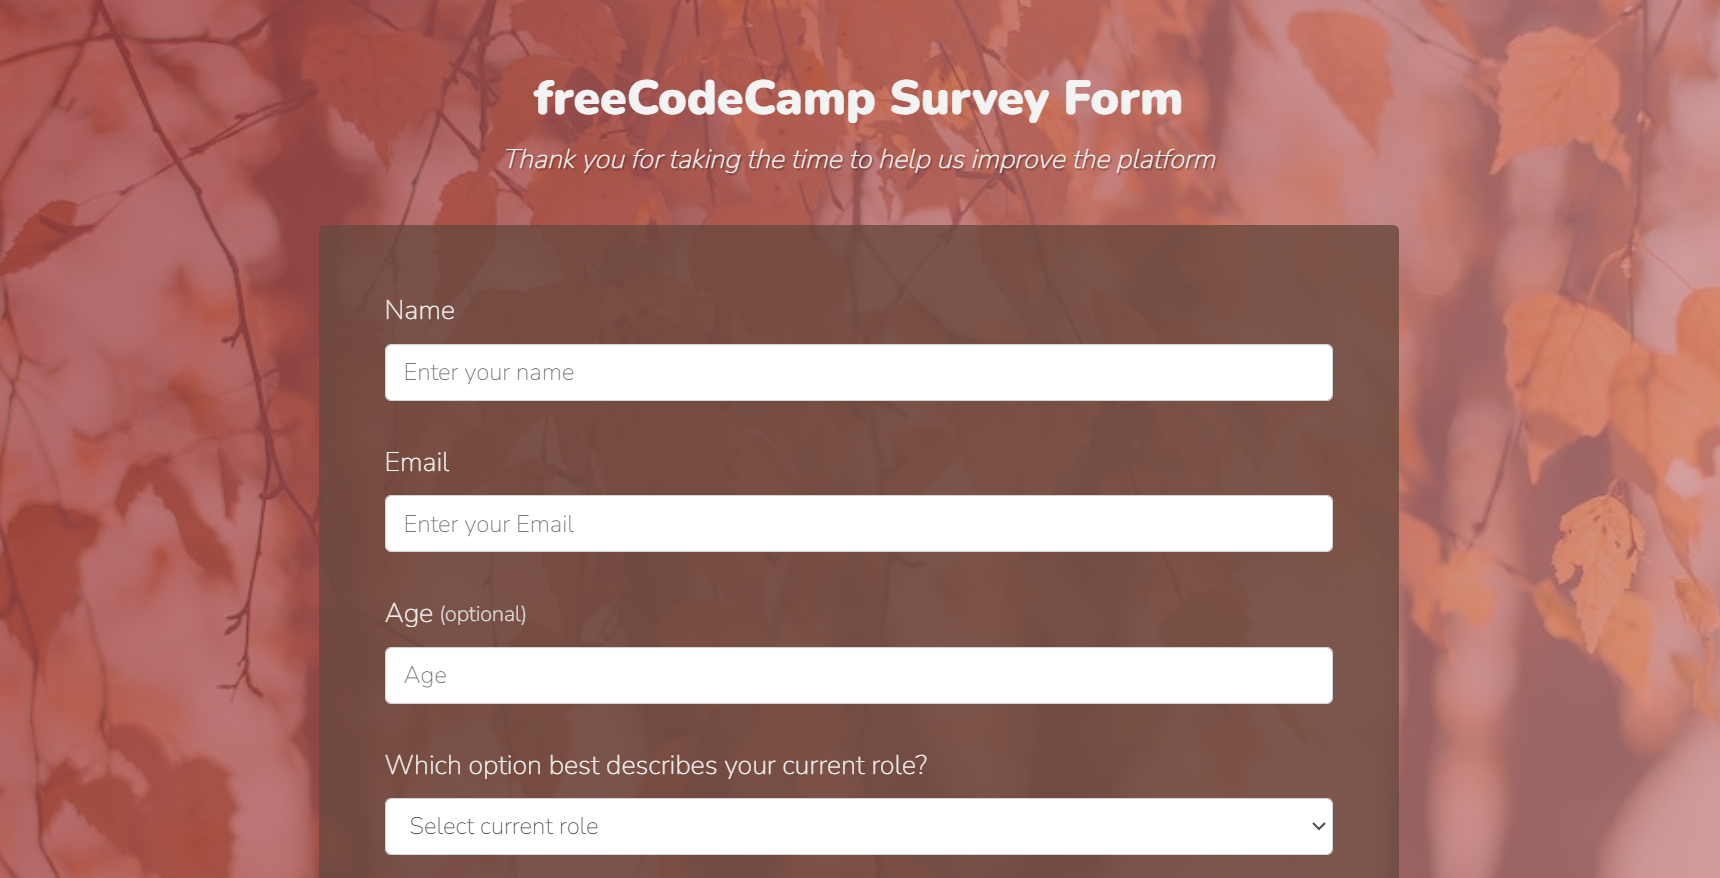 freeCodeCamp Survey Form
Thank you for taking the time to help us improve the platform
Name
Enter your name
Email
Enter your Email
Age (optional)
Age
Which option best describes your current role?
Select current role